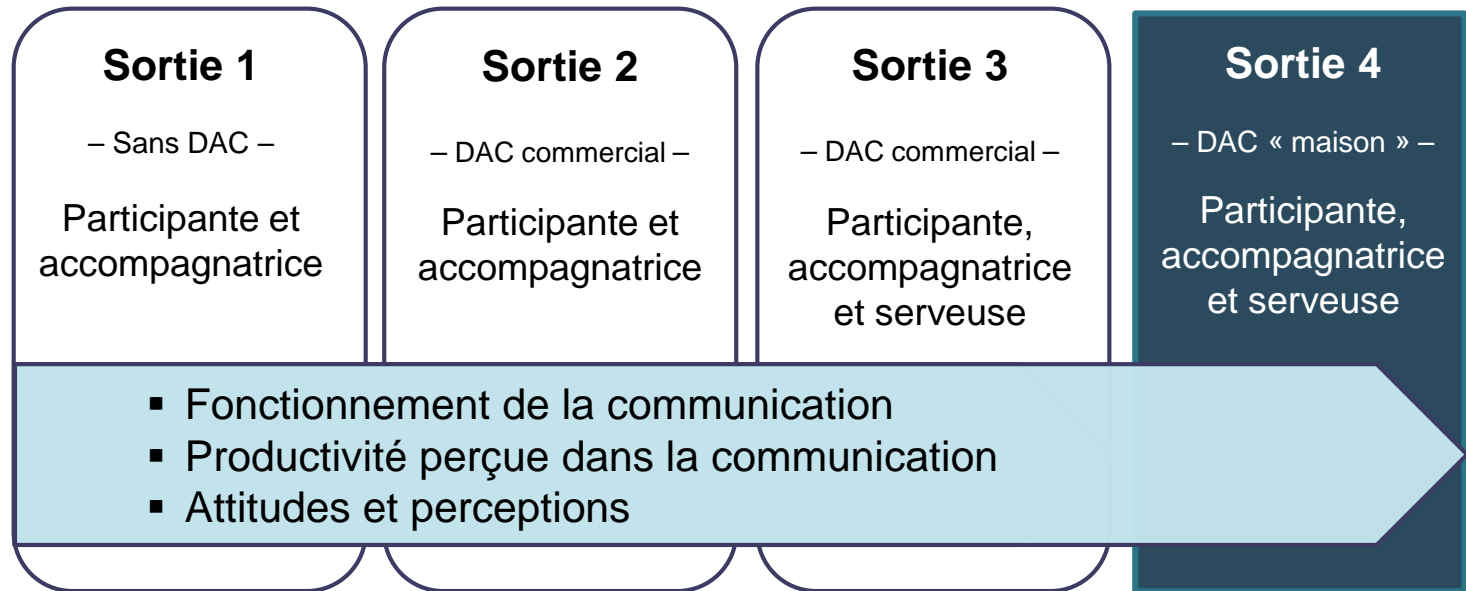 Sortie 1
– Sans DAC –
Participante et
accompagnatrice
Sortie 2
– DAC commercial –
Participante et
accompagnatrice
Sortie 3
– DAC commercial –
Participante,
accompagnatrice
et serveuse
Sortie 4
– DAC « maison » –
Participante,
accompagnatrice
et serveuse
▪ Fonctionnement de la communication
▪ Productivité perçue dans la communication
▪ Attitudes et perceptions